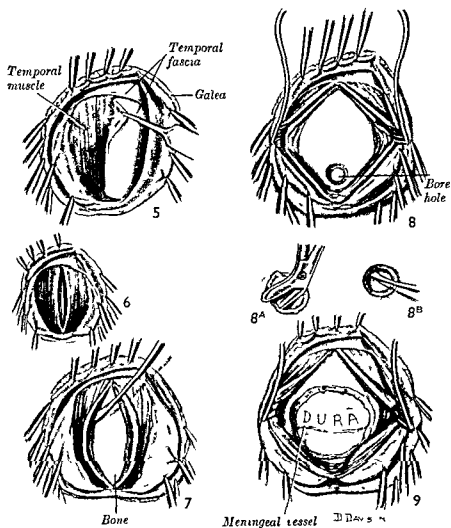 Temporal
fascia
Temporal
muscle
Galea
5
Bore
hole
8
6
8A
8B
DURA
7
9
Bone
Meningeal vessel